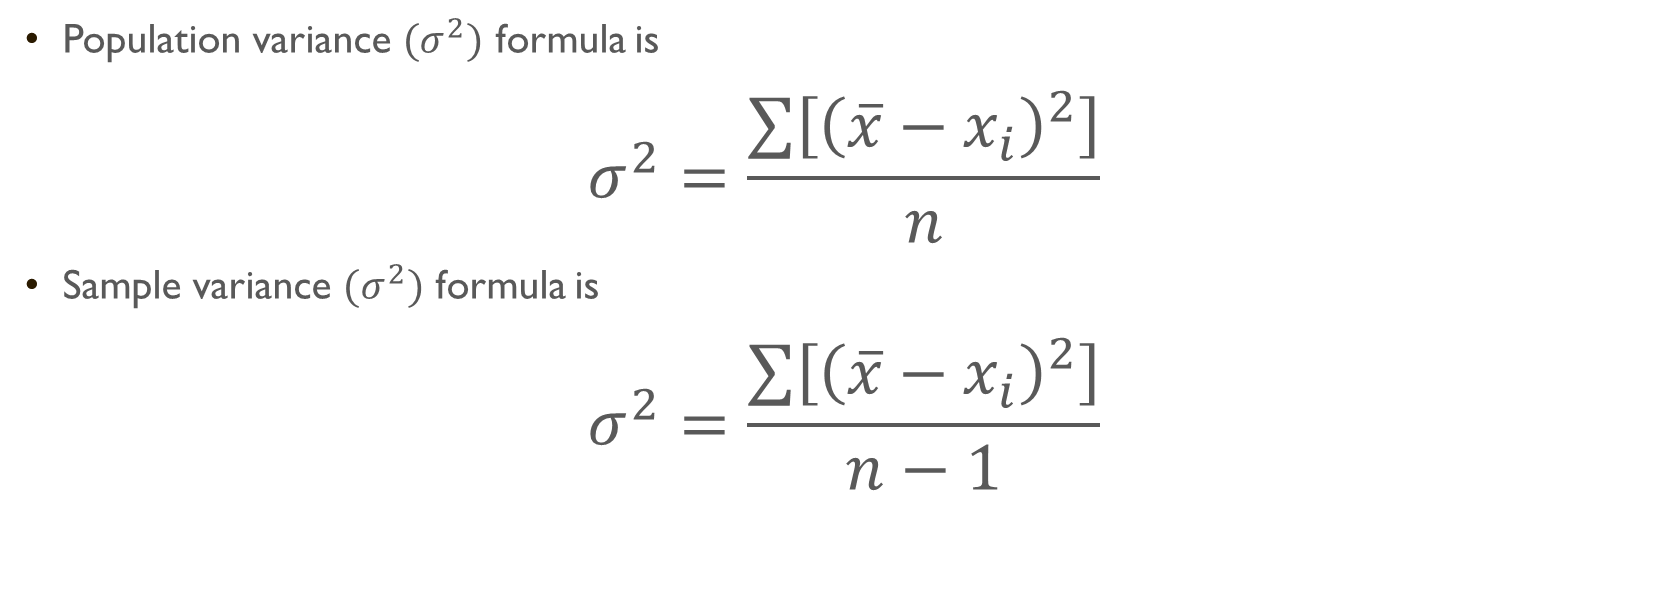 • Population variance (σ²) formula is
σ² = Σ[(x̄ − xᵢ)²] / n
• Sample variance (σ²) formula is
σ² = Σ[(x̄ − xᵢ)²] / n − 1